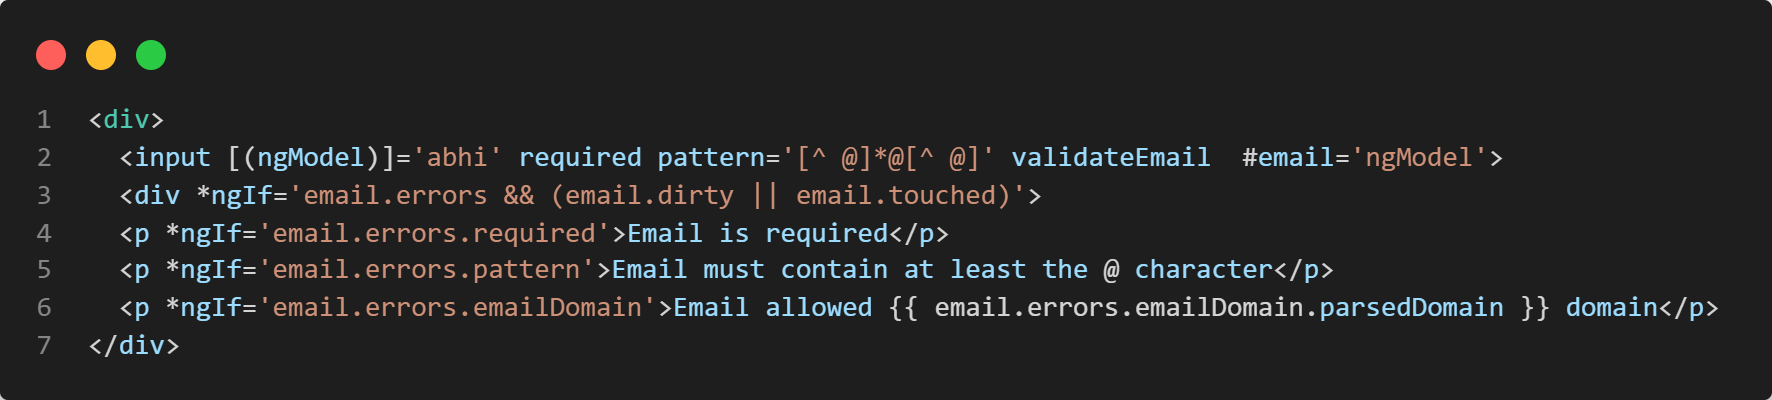 1 <div>
2   <input [(ngModel)]='abhi' required pattern='[^ @]*@[^ @]' validateEmail  #email='ngModel'>
3   <div *ngIf='email.errors && (email.dirty || email.touched)'>
4   <p *ngIf='email.errors.required'>Email is required</p>
5   <p *ngIf='email.errors.pattern'>Email must contain at least the @ character</p>
6   <p *ngIf='email.errors.emailDomain'>Email allowed {{ email.errors.emailDomain.parsedDomain }} domain</p>
7 </div>